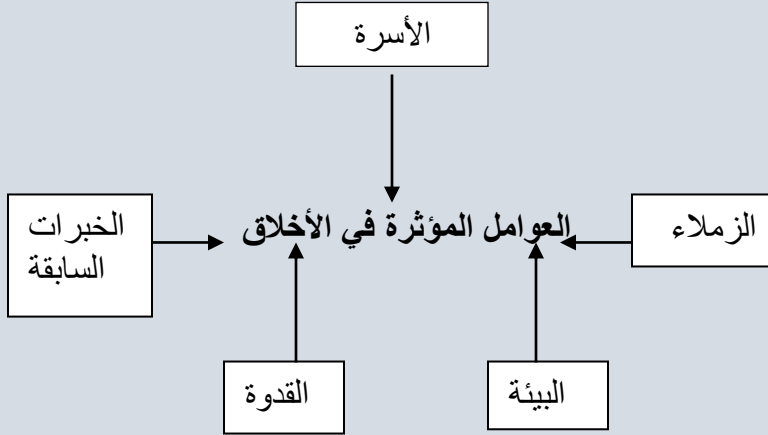 الأسرة
العوامل المؤثرة في الأخلاق
الزملاء
الخبرات
السابقة
البيئة
القدوة